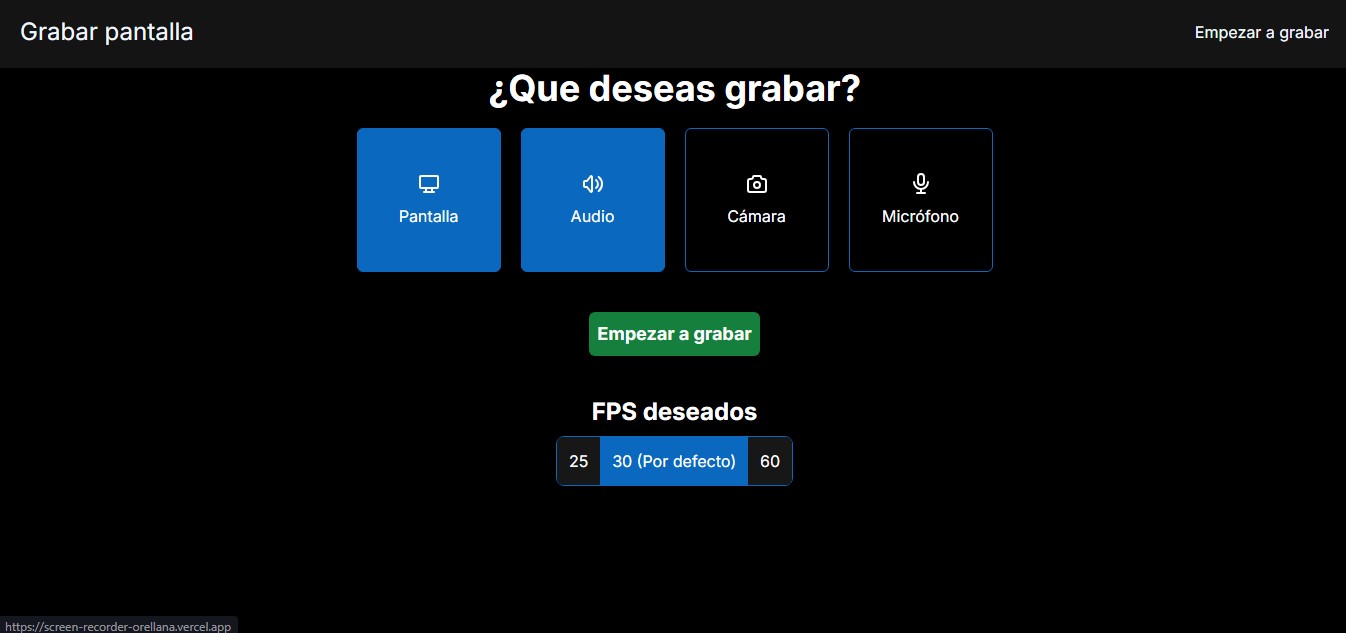 Grabar pantalla
Empezar a grabar
¿Que deseas grabar?
Pantalla
Audio
Cámara
Micrófono
Empezar a grabar
FPS deseados
25
30 (Por defecto)
60
https://screen-recorder-orellana.vercel.app